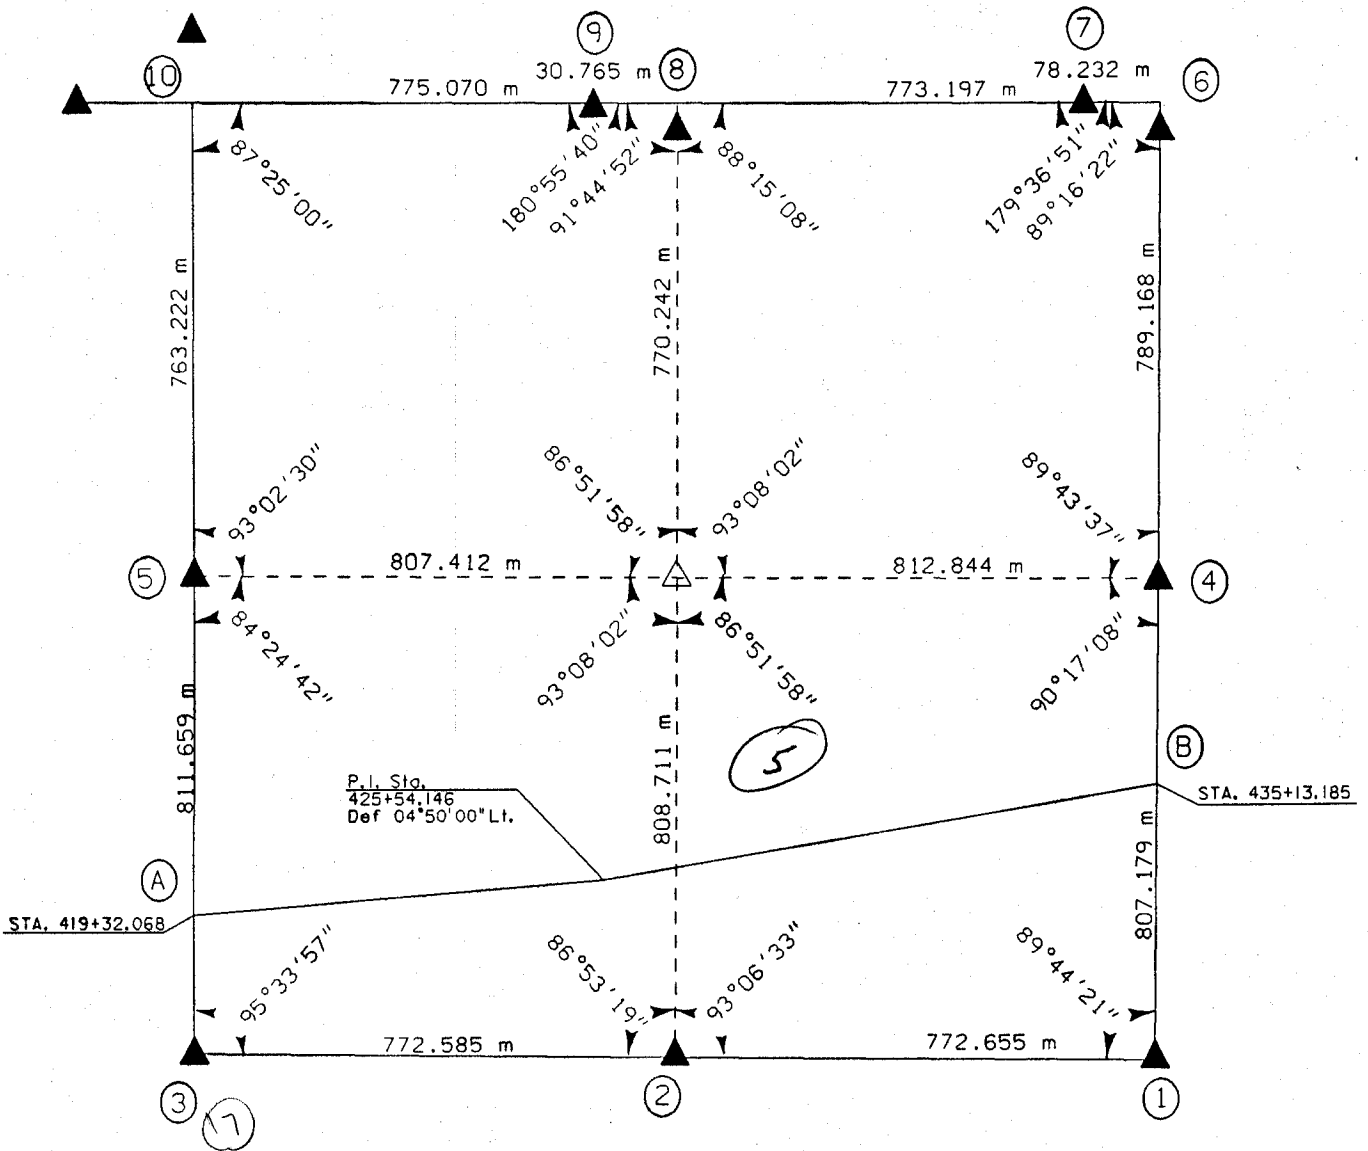 9
7
10
30.765 m
8
78.232 m
6
775.070 m
773.197 m
87°25'00"
180°55'40"
91°44'52"
88°15'08"
179°36'51"
89°16'22"
763.222 m
770.242 m
789.168 m
93°02'30"
86°51'58"
93°08'02"
89°43'37"
5
807.412 m
812.844 m
4
84°24'42"
93°08'02"
86°51'58"
90°17'08"
811.659 m
808.711 m
5
B
P.I. Sta.
425+54.146
Def 04°50'00"Lt.
STA. 435+13.185
807.179 m
A
STA. 419+32.068
95°33'57"
86°53'19"
93°06'33"
89°44'21"
772.585 m
772.655 m
3
2
1
17